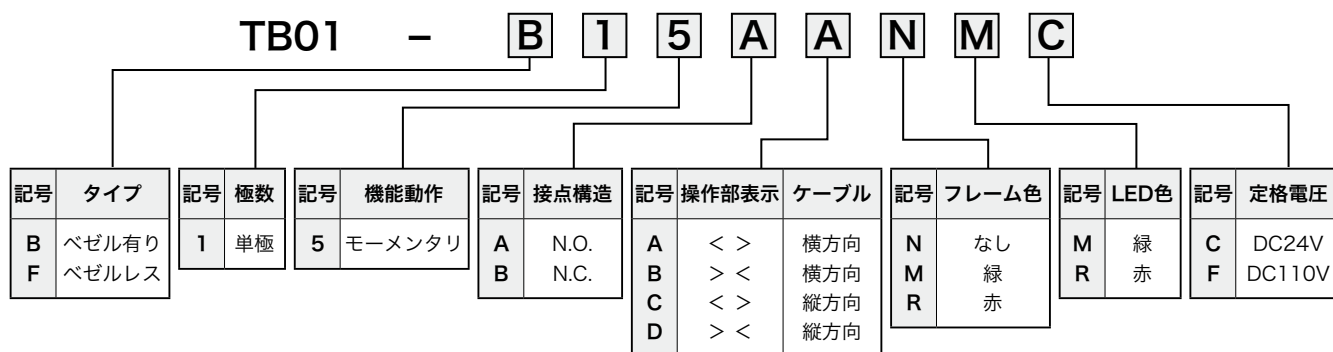 TB01 – B 1 5 A A N M C
記号 タイプ
B ベゼル有り
F ベゼルレス
記号 極数
1 単極
記号 機能動作
5 モーメンタリ
記号 接点構造
A N.O.
B N.C.
記号 操作部表示 ケーブル
A < > 横方向
B > < 横方向
C < > 縦方向
D > < 縦方向
記号 フレーム色
N なし
M 緑
R 赤
記号 LED色
M 緑
R 赤
記号 定格電圧
C DC24V
F DC110V